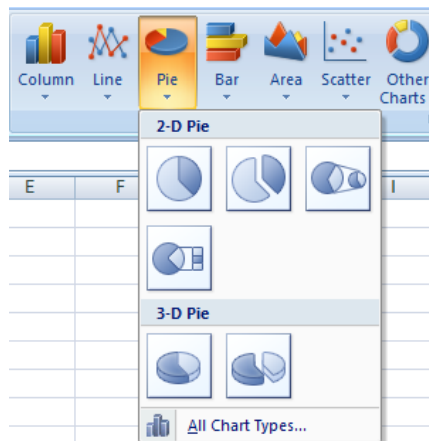 Column Line Pie Bar Area Scatter Other
Charts
2-D Pie
E F I
3-D Pie
All Chart Types...